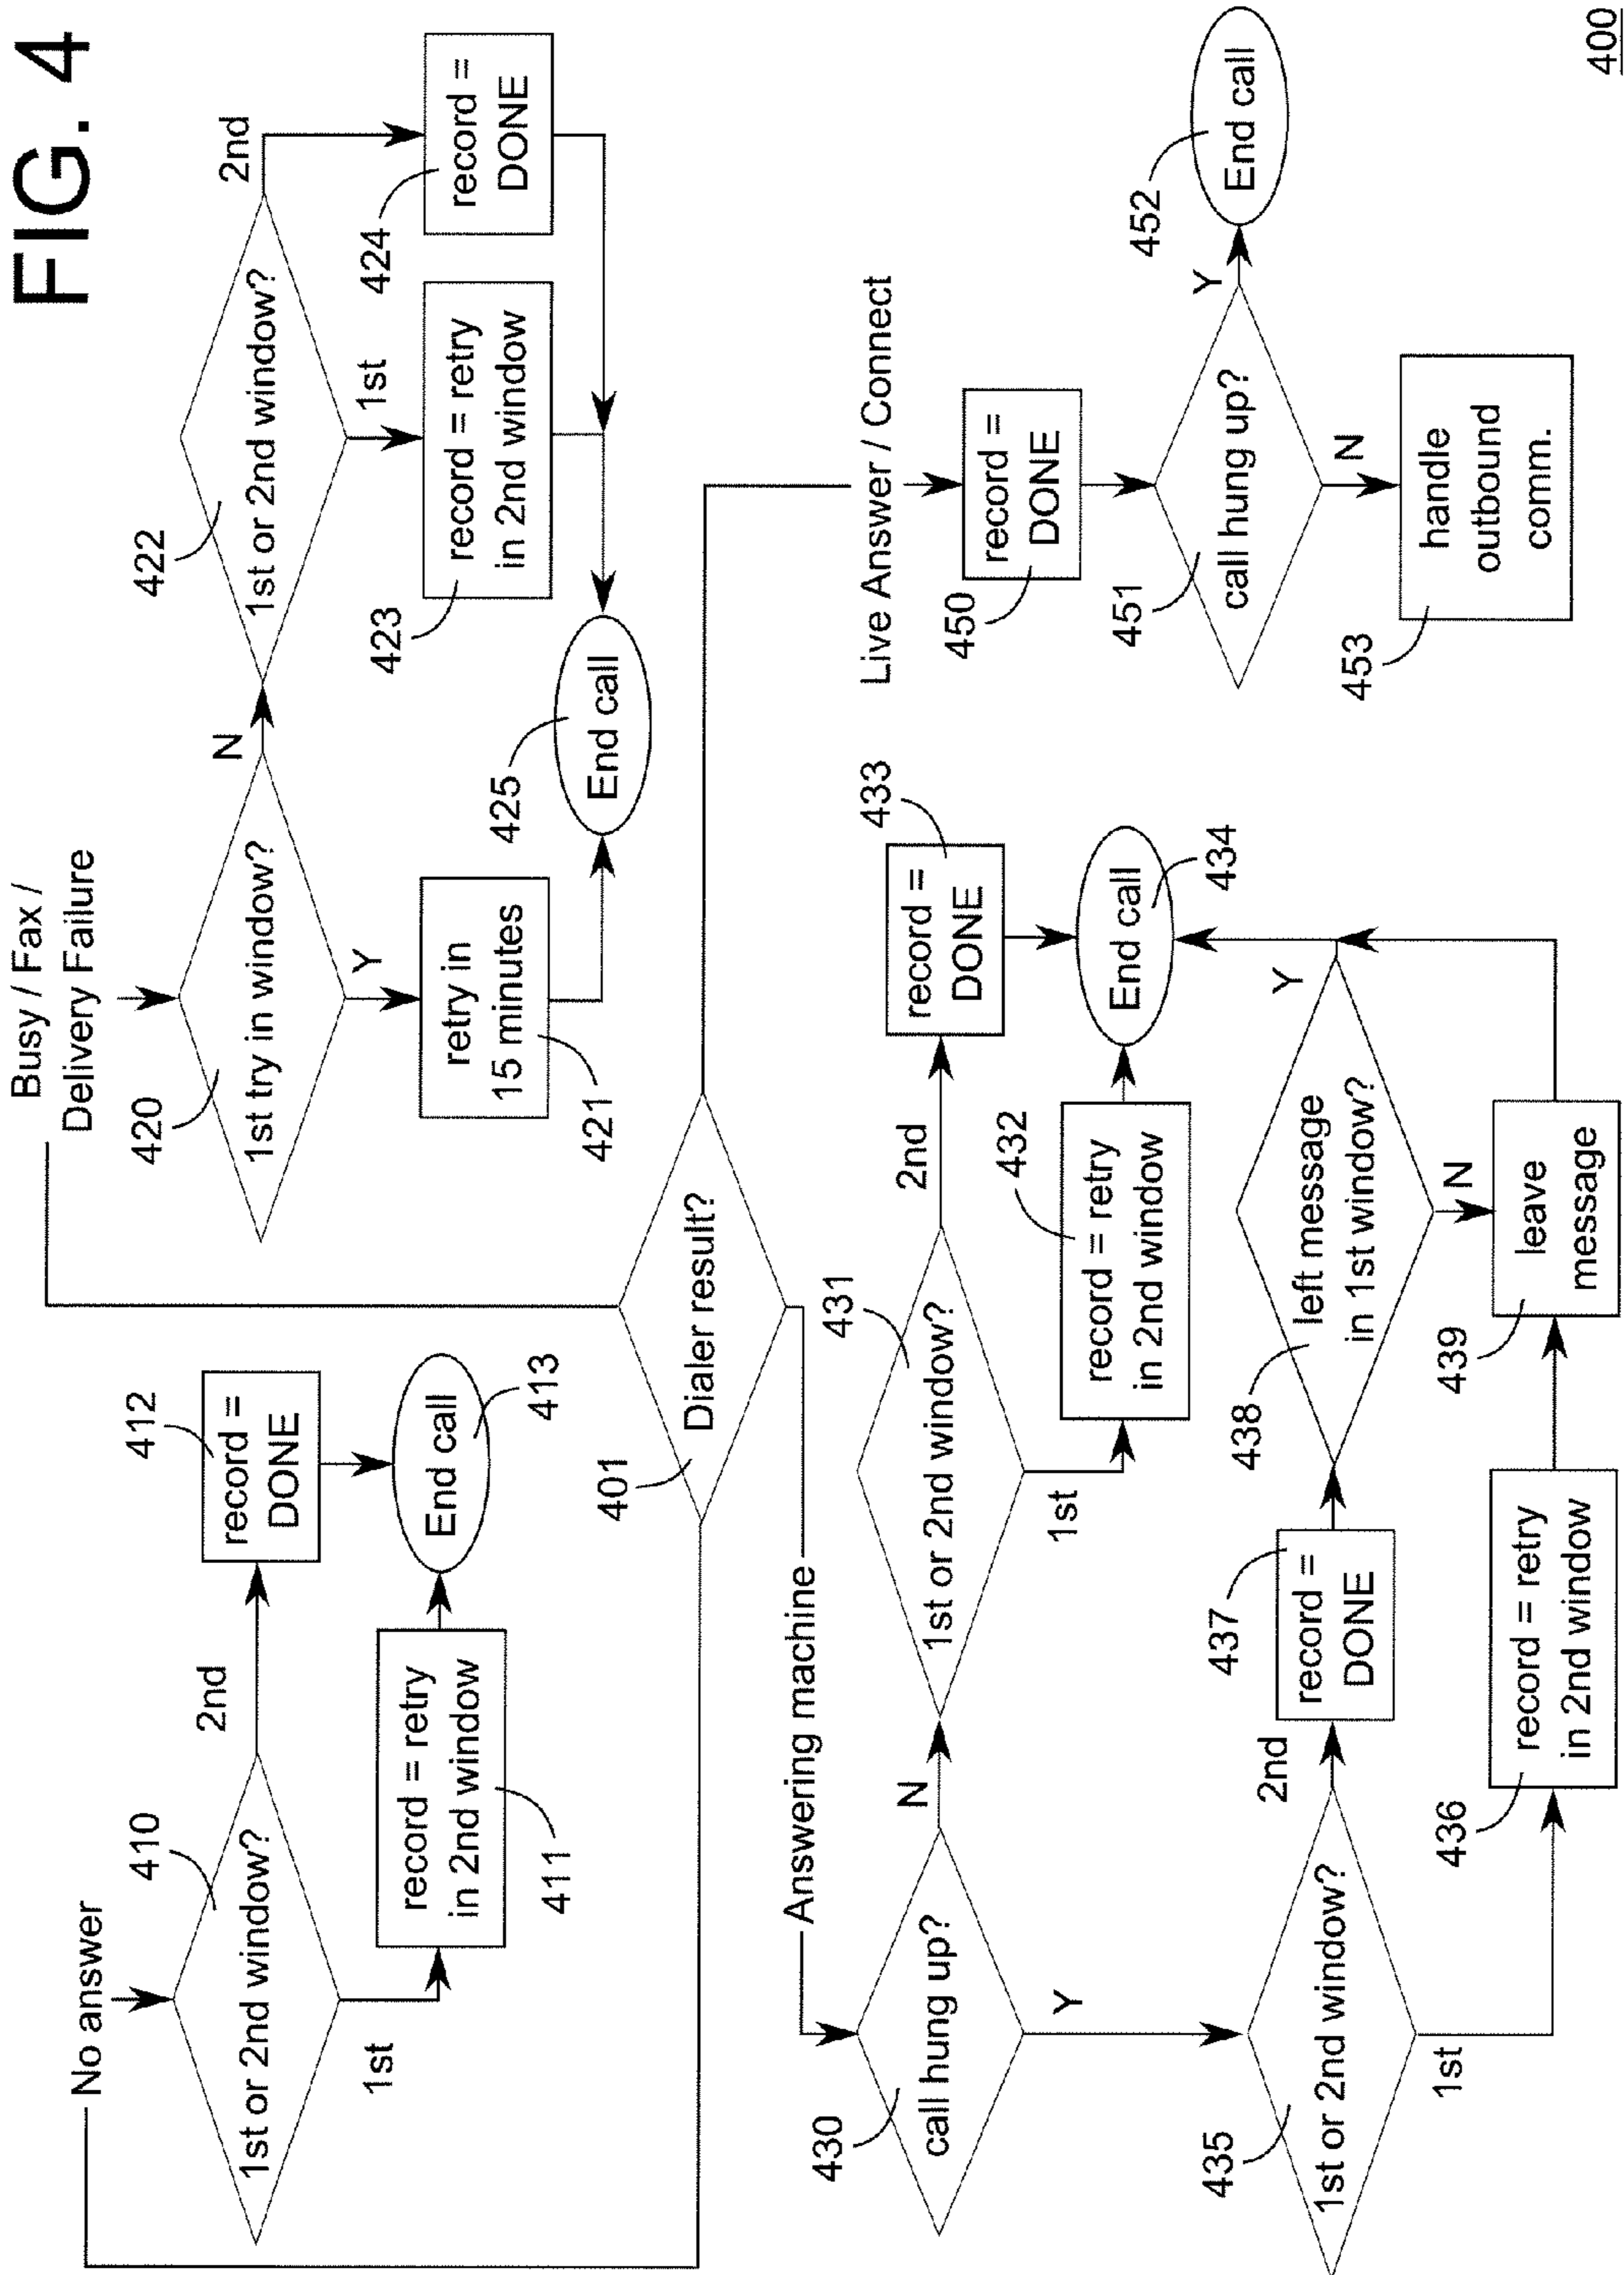 FIG. 4
No answer
410
1st or 2nd window?
2nd
1st
412
record =
DONE
record = retry
in 2nd window
411
End call
413
Busy / Fax /
Delivery Failure
420
1st try in window?
N
Y
retry in
15 minutes
421
422
1st or 2nd window?
2nd
1st
423
record = retry
in 2nd window
424
record =
DONE
425
End call
401
Dialer result?
Answering machine
430
call hung up?
N
Y
431
1st or 2nd window?
2nd
1st
432
record = retry
in 2nd window
433
record =
DONE
End call
434
435
1st or 2nd window?
2nd
1st
436
record = retry
in 2nd window
437
record =
DONE
438
left message
in 1st window?
Y
N
439
leave
message
Live Answer / Connect
450
record =
DONE
451
call hung up?
Y
N
452
End call
453
handle
outbound
comm.
400